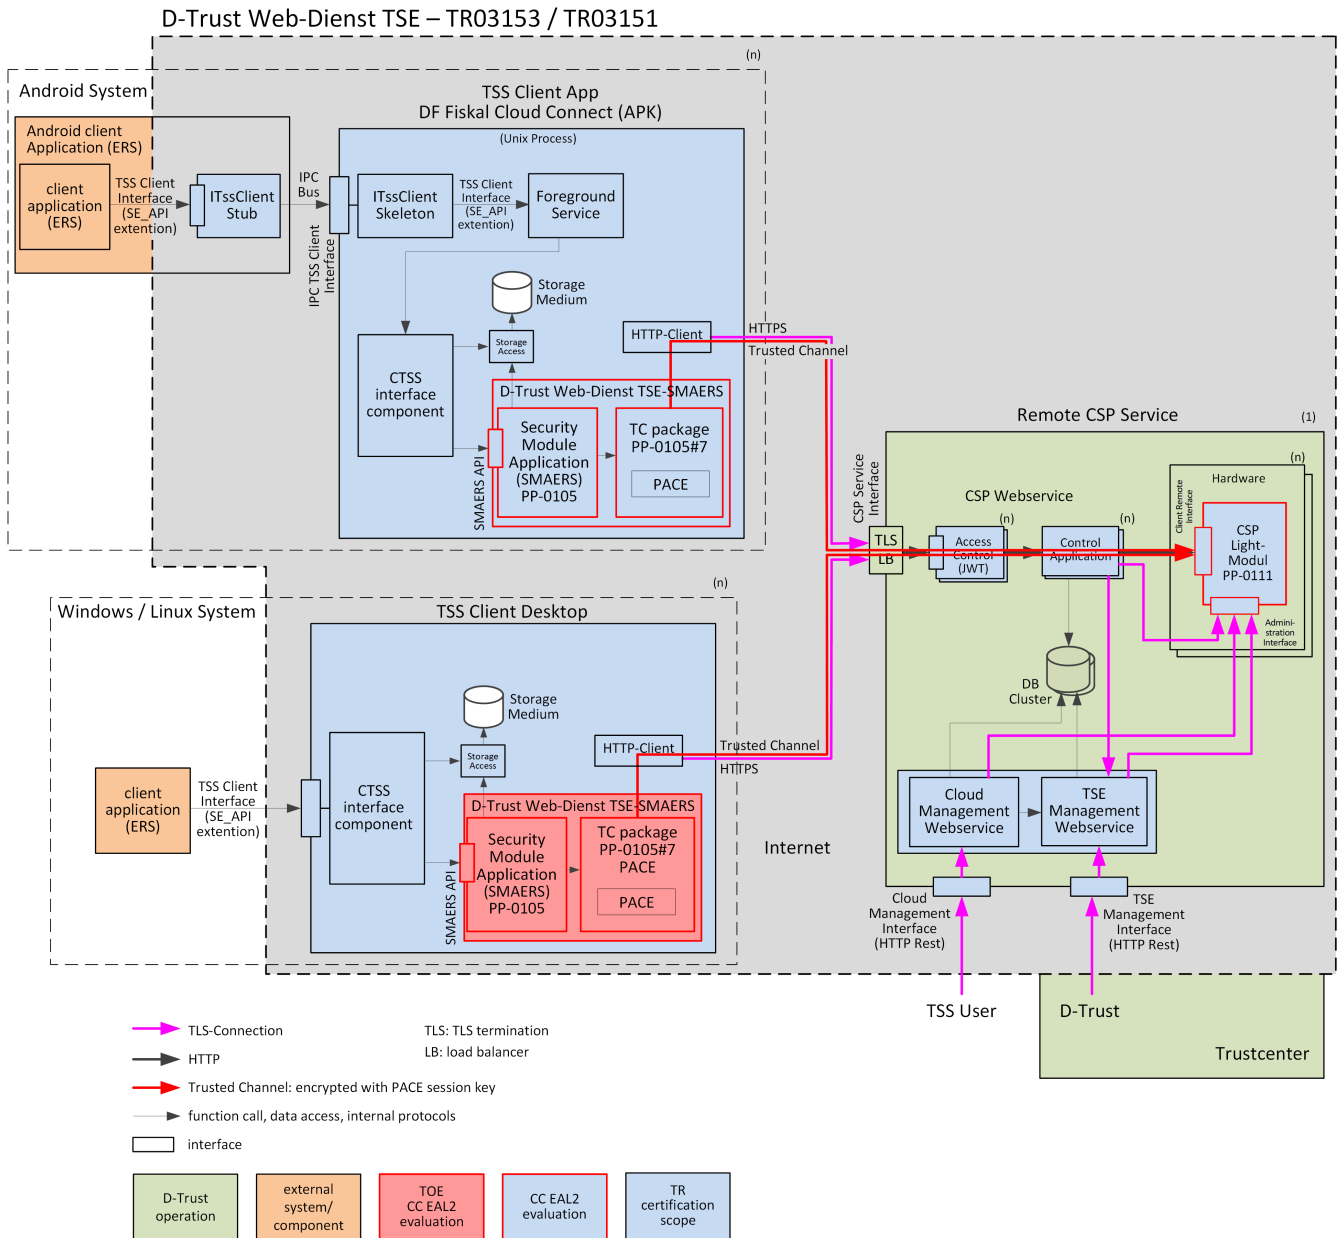 D-Trust Web-Dienst TSE – TR03153 / TR03151
(n)
Android System
TSS Client App
DF Fiskal Cloud Connect (APK)
(Unix Process)
Android client
Application (ERS)
client
application
(ERS)
TSS Client
Interface
(SE_API
extention)
ITssClient
Stub
IPC
Bus
IPC TSS Client
Interface
ITssClient
Skeleton
TSS Client
Interface
(SE_API
extention)
Foreground
Service
Storage
Medium
Storage
Access
HTTP-Client
HTTPS
Trusted Channel
CTSS
interface
component
D-Trust Web-Dienst TSE-SMAERS
SMAERS API
Security
Module
Application
(SMAERS)
PP-0105
TC package
PP-0105#7
PACE
Remote CSP Service
(1)
CSP Service
Interface
CSP Webservice
(n)
(n)
(n)
Hardware
Client Remote
Interface
CSP
Light-
Modul
PP-0111
TLS
LB
Access
Control
(JWT)
Control
Application
Admini-
stration
Interface
DB
Cluster
Cloud
Management
Webservice
TSE
Management
Webservice
Cloud
Management
Interface
(HTTP Rest)
TSE
Management
Interface
(HTTP Rest)
(n)
Windows / Linux System
TSS Client Desktop
Storage
Medium
Storage
Access
HTTP-Client
Trusted Channel
HTTPS
client
application
(ERS)
TSS Client
Interface
(SE_API
extention)
CTSS
interface
component
D-Trust Web-Dienst TSE-SMAERS
SMAERS API
Security
Module
Application
(SMAERS)
PP-0105
TC package
PP-0105#7
PACE
PACE
Internet
TSS User
D-Trust
Trustcenter
TLS-Connection
TLS: TLS termination
HTTP
LB: load balancer
Trusted Channel: encrypted with PACE session key
function call, data access, internal protocols
interface
D-Trust
operation
external
system/
component
TOE
CC EAL2
evaluation
CC EAL2
evaluation
TR
certification
scope